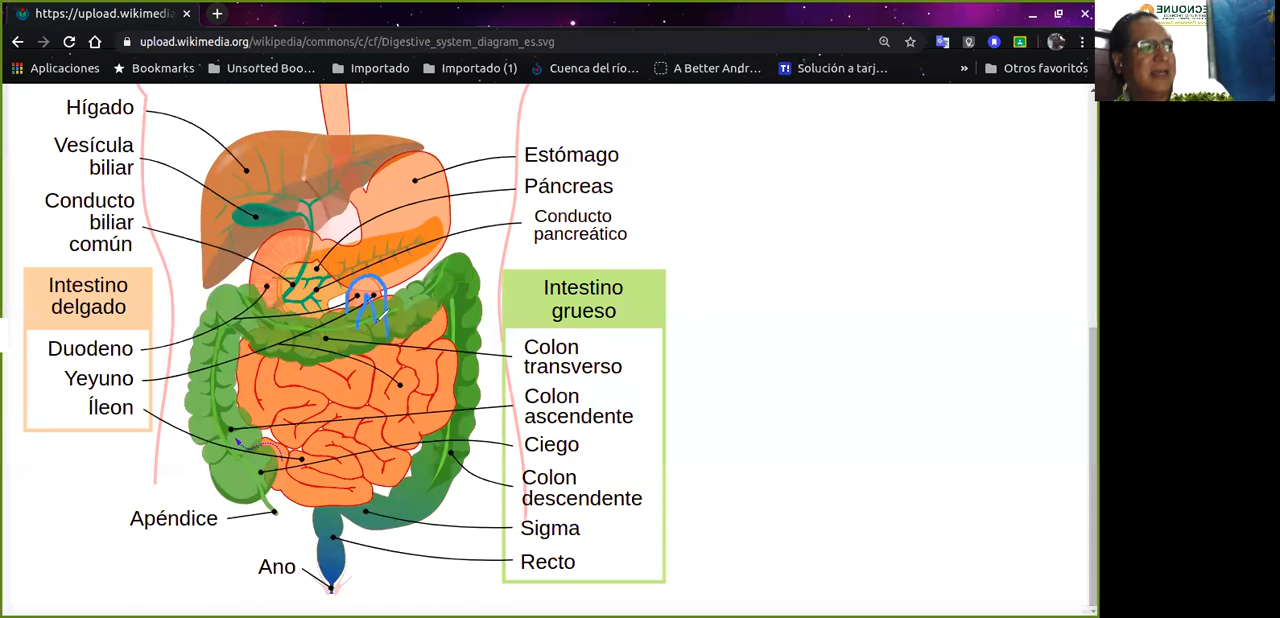 https://upload.wikimedia
upload.wikimedia.org/wikipedia/commons/c/cf/Digestive_system_diagram_es.svg
Aplicaciones Bookmarks Unsorted Boo... Importado Importado (1) Cuenca del río... A Better Andr... Solución a tarj... » Otros favoritos
Hígado
Vesícula
biliar
Conducto
biliar
común
Intestino
delgado
Duodeno
Yeyuno
Íleon
Apéndice
Ano
Estómago
Páncreas
Conducto
pancreático
Intestino
grueso
Colon
transverso
Colon
ascendente
Ciego
Colon
descendente
Sigma
Recto